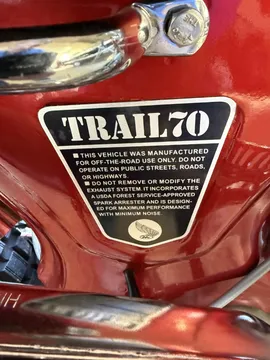 TRAIL70
■ THIS VEHICLE WAS MANUFACTURED
FOR OFF-THE-ROAD USE ONLY. DO NOT
OPERATE ON PUBLIC STREETS, ROADS,
OR HIGHWAYS.
■ DO NOT REMOVE OR MODIFY THE
EXHAUST SYSTEM. IT INCORPORATES
A USDA FOREST SERVICE-APPROVED
SPARK ARRESTER AND IS DESIGN-
ED FOR MAXIMUM PERFORMANCE
WITH MINIMUM NOISE.